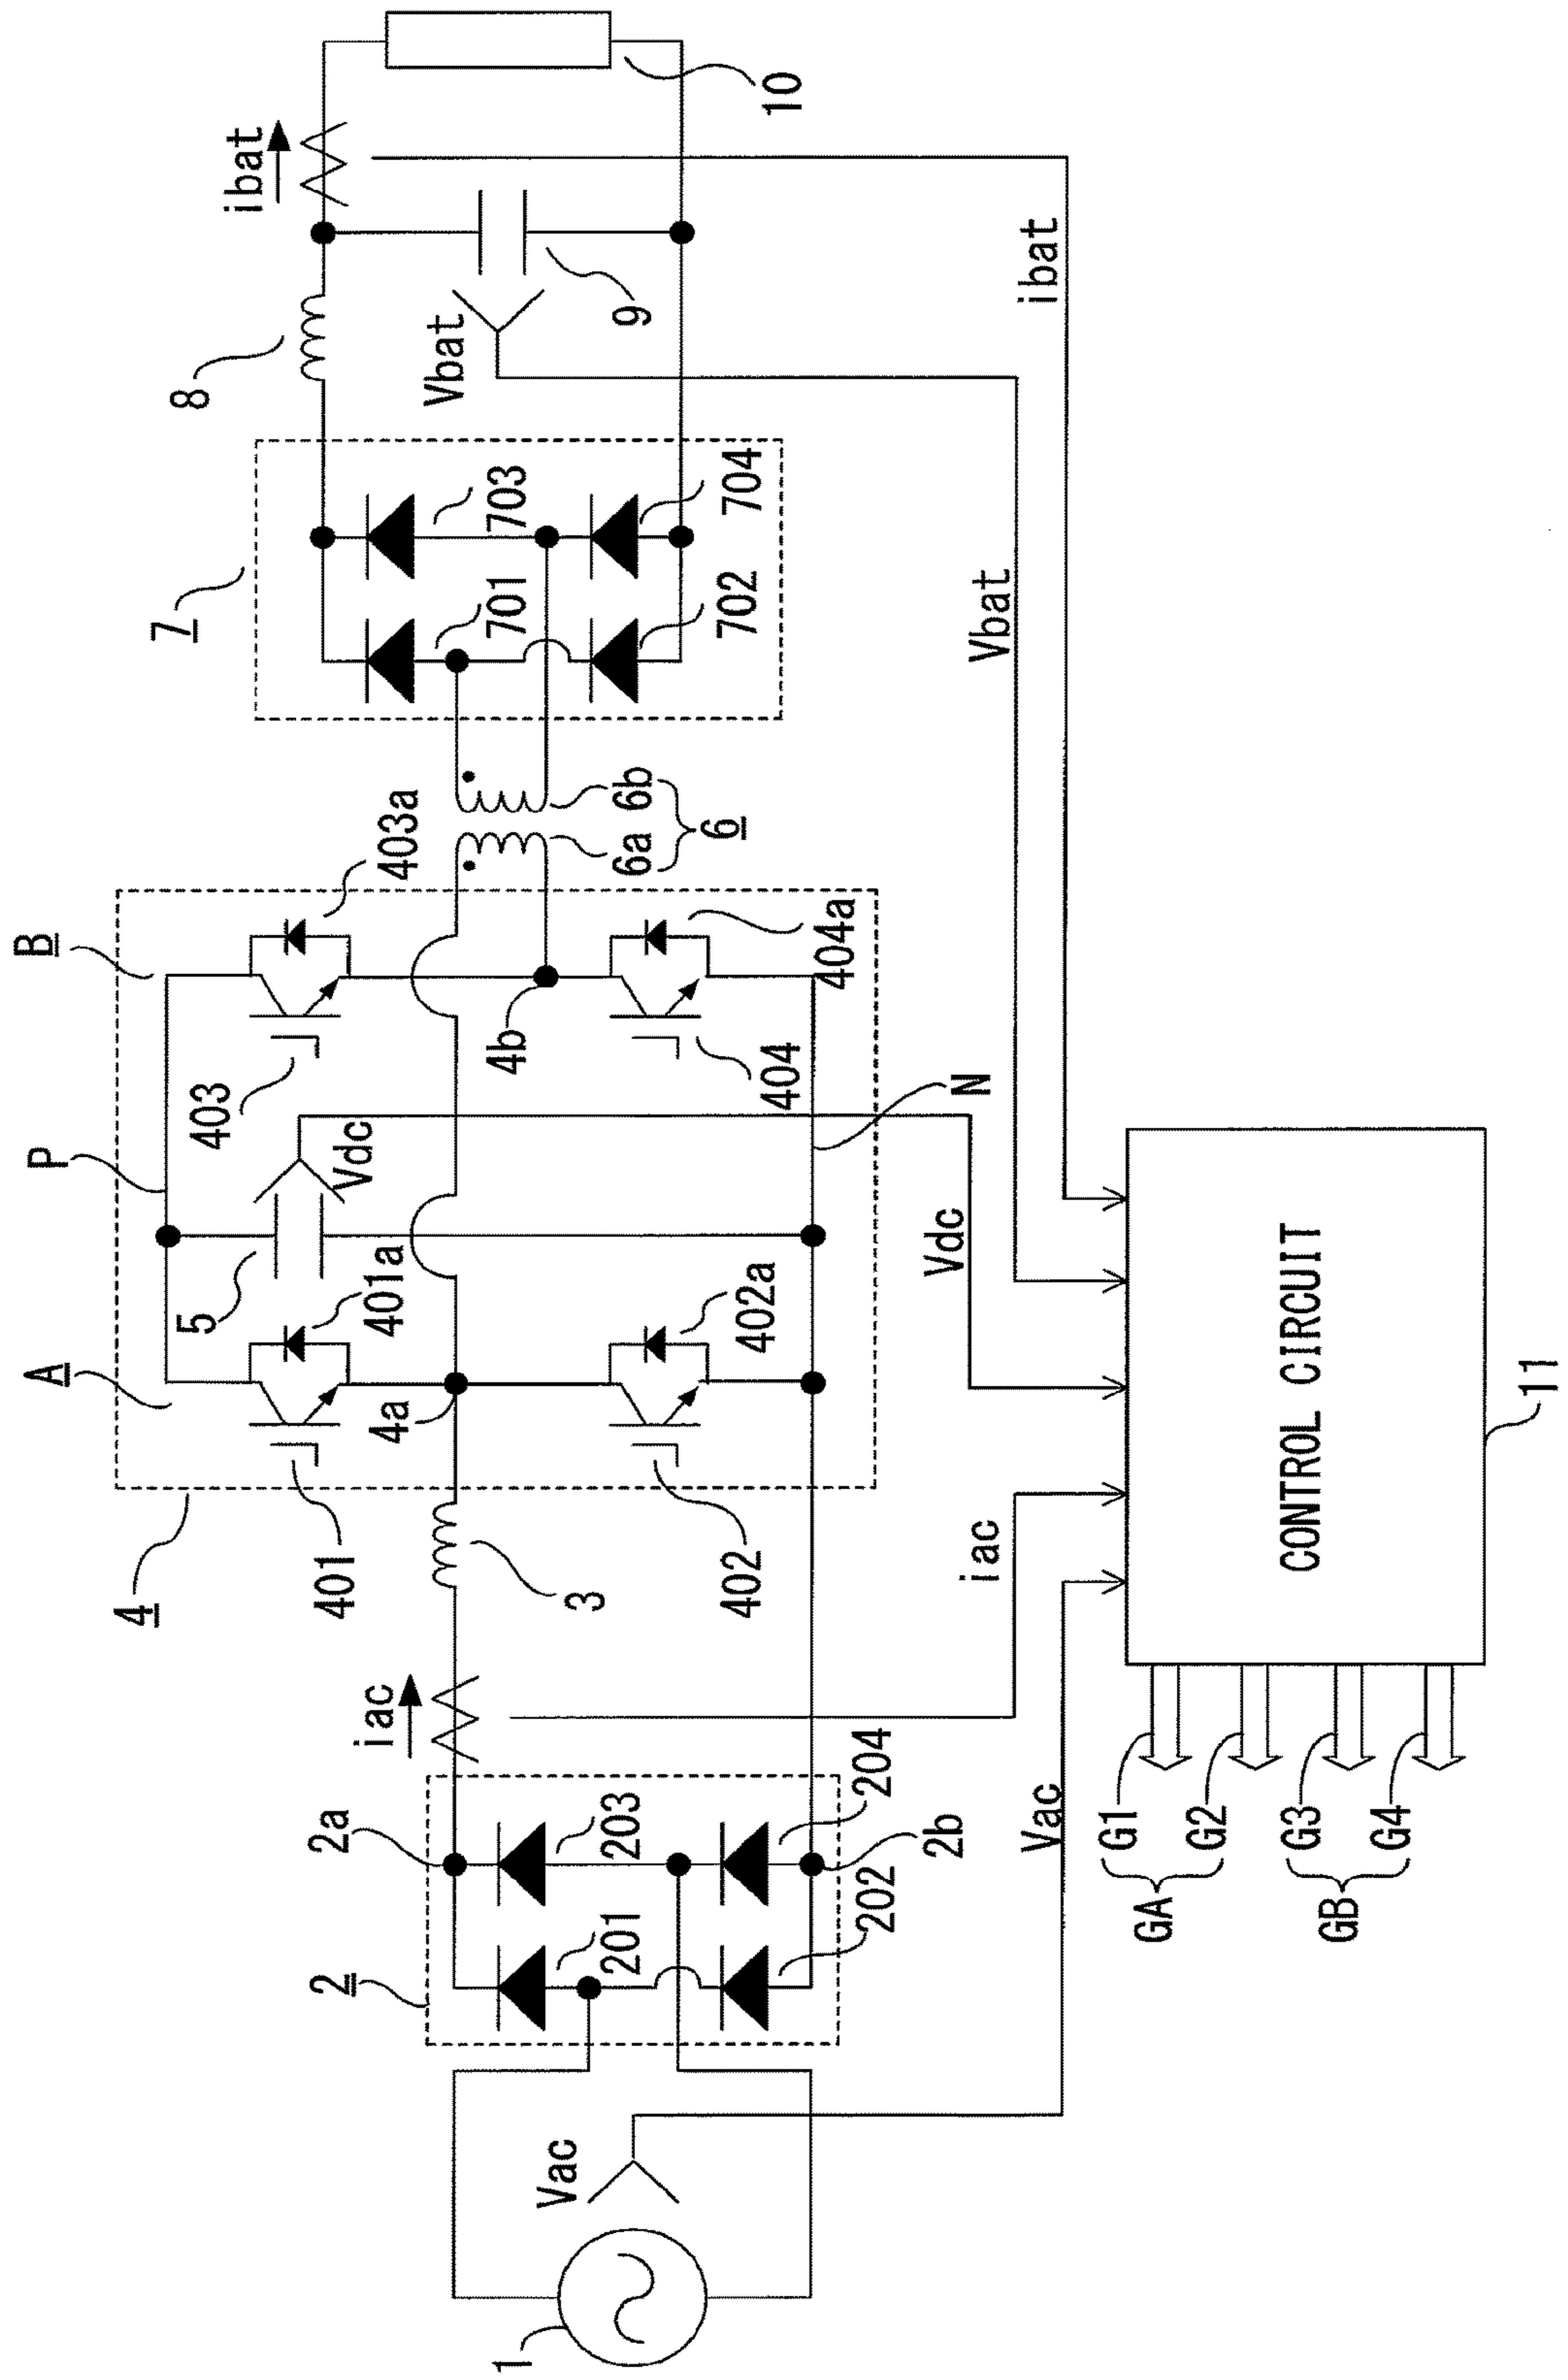 1
Vac
2
201
202
203
204
2a
2b
iac
3
4
A
401
401a
402
402a
4a
5
P
Vdc
B
403
403a
404
404a
4b
N
6a
6b
6
7
701
702
703
704
8
Vbat
9
ibat
10
Vac
iac
Vdc
Vbat
ibat
CONTROL CIRCUIT
11
G1
G2
G3
G4
GA
GB